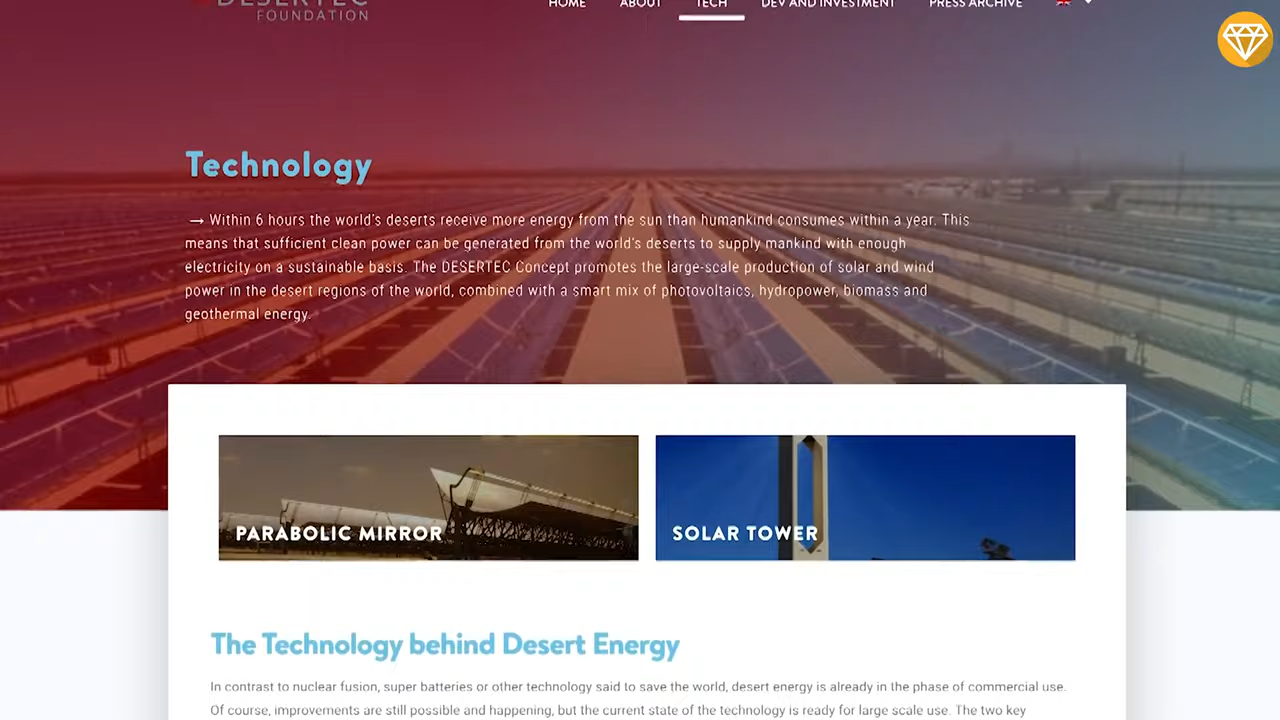 DESERTEC
FOUNDATION
HOME ABOUT TECH DEV AND INVESTMENT PRESS ARCHIVE
Technology
→ Within 6 hours the world's deserts receive more energy from the sun than humankind consumes within a year. This
means that sufficient clean power can be generated from the world's deserts to supply mankind with enough
electricity on a sustainable basis. The DESERTEC Concept promotes the large-scale production of solar and wind
power in the desert regions of the world, combined with a smart mix of photovoltaics, hydropower, biomass and
geothermal energy.
PARABOLIC MIRROR
SOLAR TOWER
The Technology behind Desert Energy
In contrast to nuclear fusion, super batteries or other technology said to save the world, desert energy is already in the phase of commercial use.
Of course, improvements are still possible and happening, but the current state of the technology is ready for large scale use. The two key